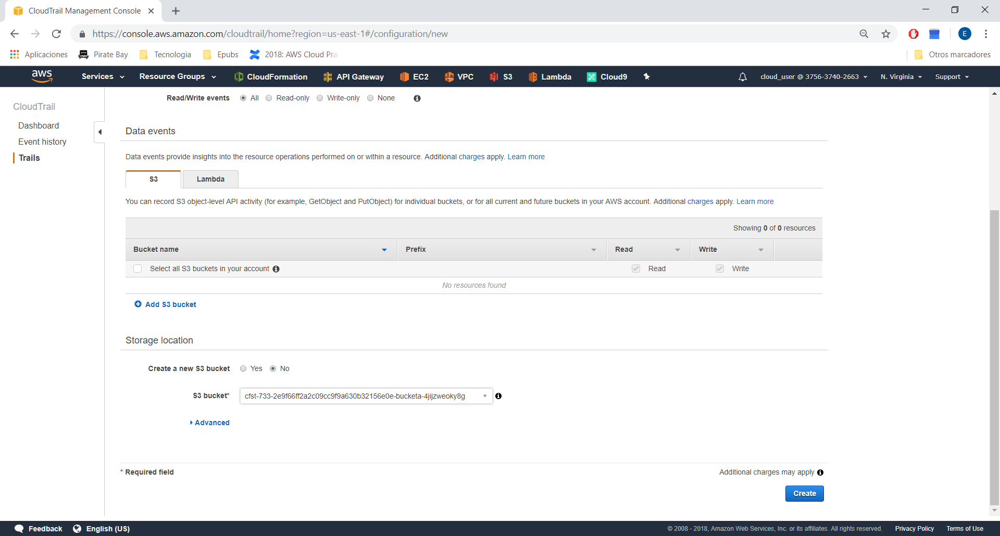 CloudTrail Management Console
https://console.aws.amazon.com/cloudtrail/home?region=us-east-1#/configuration/new
E
Aplicaciones Pirate Bay Tecnologia Epubs 2018: AWS Cloud Pra Otros marcadores
aws Services Resource Groups CloudFormation API Gateway EC2 VPC S3 Lambda Cloud9 cloud_user @ 3756-3740-2663 N. Virginia Support
CloudTrail
Dashboard
Event history
Trails
Read/Write events All Read-only Write-only None
Data events
Data events provide insights into the resource operations performed on or within a resource. Additional charges apply. Learn more
S3 Lambda
You can record S3 object-level API activity (for example, GetObject and PutObject) for individual buckets, or for all current and future buckets in your AWS account. Additional charges apply. Learn more
Showing 0 of 0 resources
Bucket name Prefix Read Write
Select all S3 buckets in your account Read Write
No resources found
Add S3 bucket
Storage location
Create a new S3 bucket Yes No
S3 bucket* cfst-733-2e9f66ff2a2c09cc9f9a630b32156e0e-bucketa-4jijzweoky8g
Advanced
* Required field Additional charges may apply
Create
Feedback English (US) © 2008 - 2018, Amazon Web Services, Inc. or its affiliates. All rights reserved. Privacy Policy Terms of Use